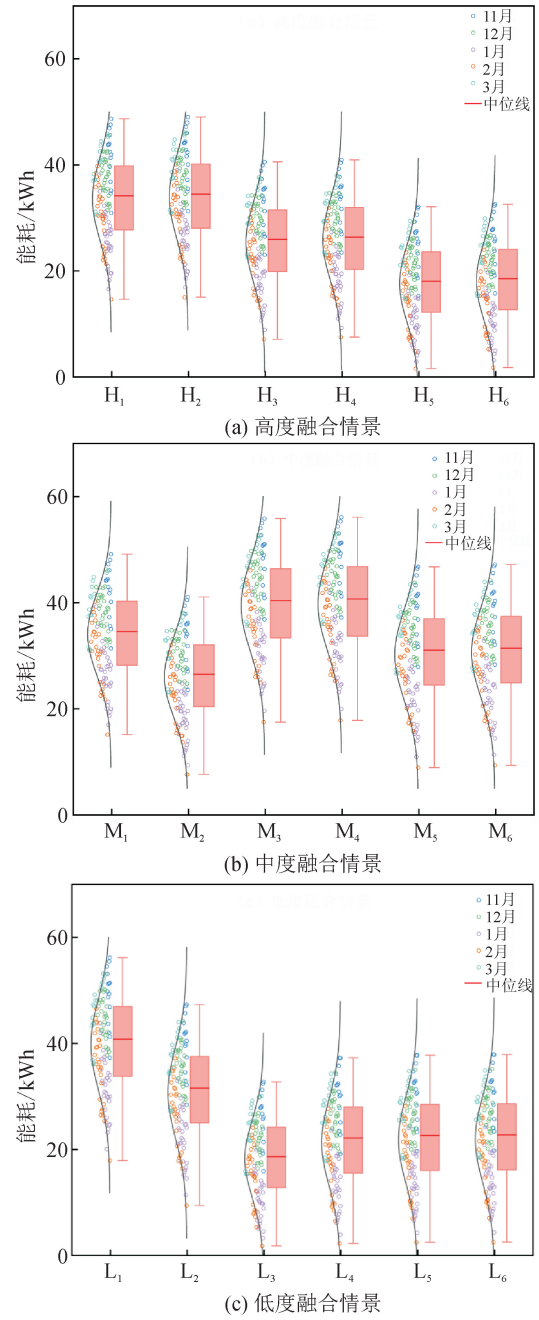 60
40
20
0
能耗/kWh
11月
12月
1月
2月
3月
中位线
H₁ H₂ H₃ H₄ H₅ H₆
(a) 高度融合情景
60
40
20
0
能耗/kWh
11月
12月
1月
2月
3月
中位线
M₁ M₂ M₃ M₄ M₅ M₆
(b) 中度融合情景
60
40
20
0
能耗/kWh
11月
12月
1月
2月
3月
中位线
L₁ L₂ L₃ L₄ L₅ L₆
(c) 低度融合情景